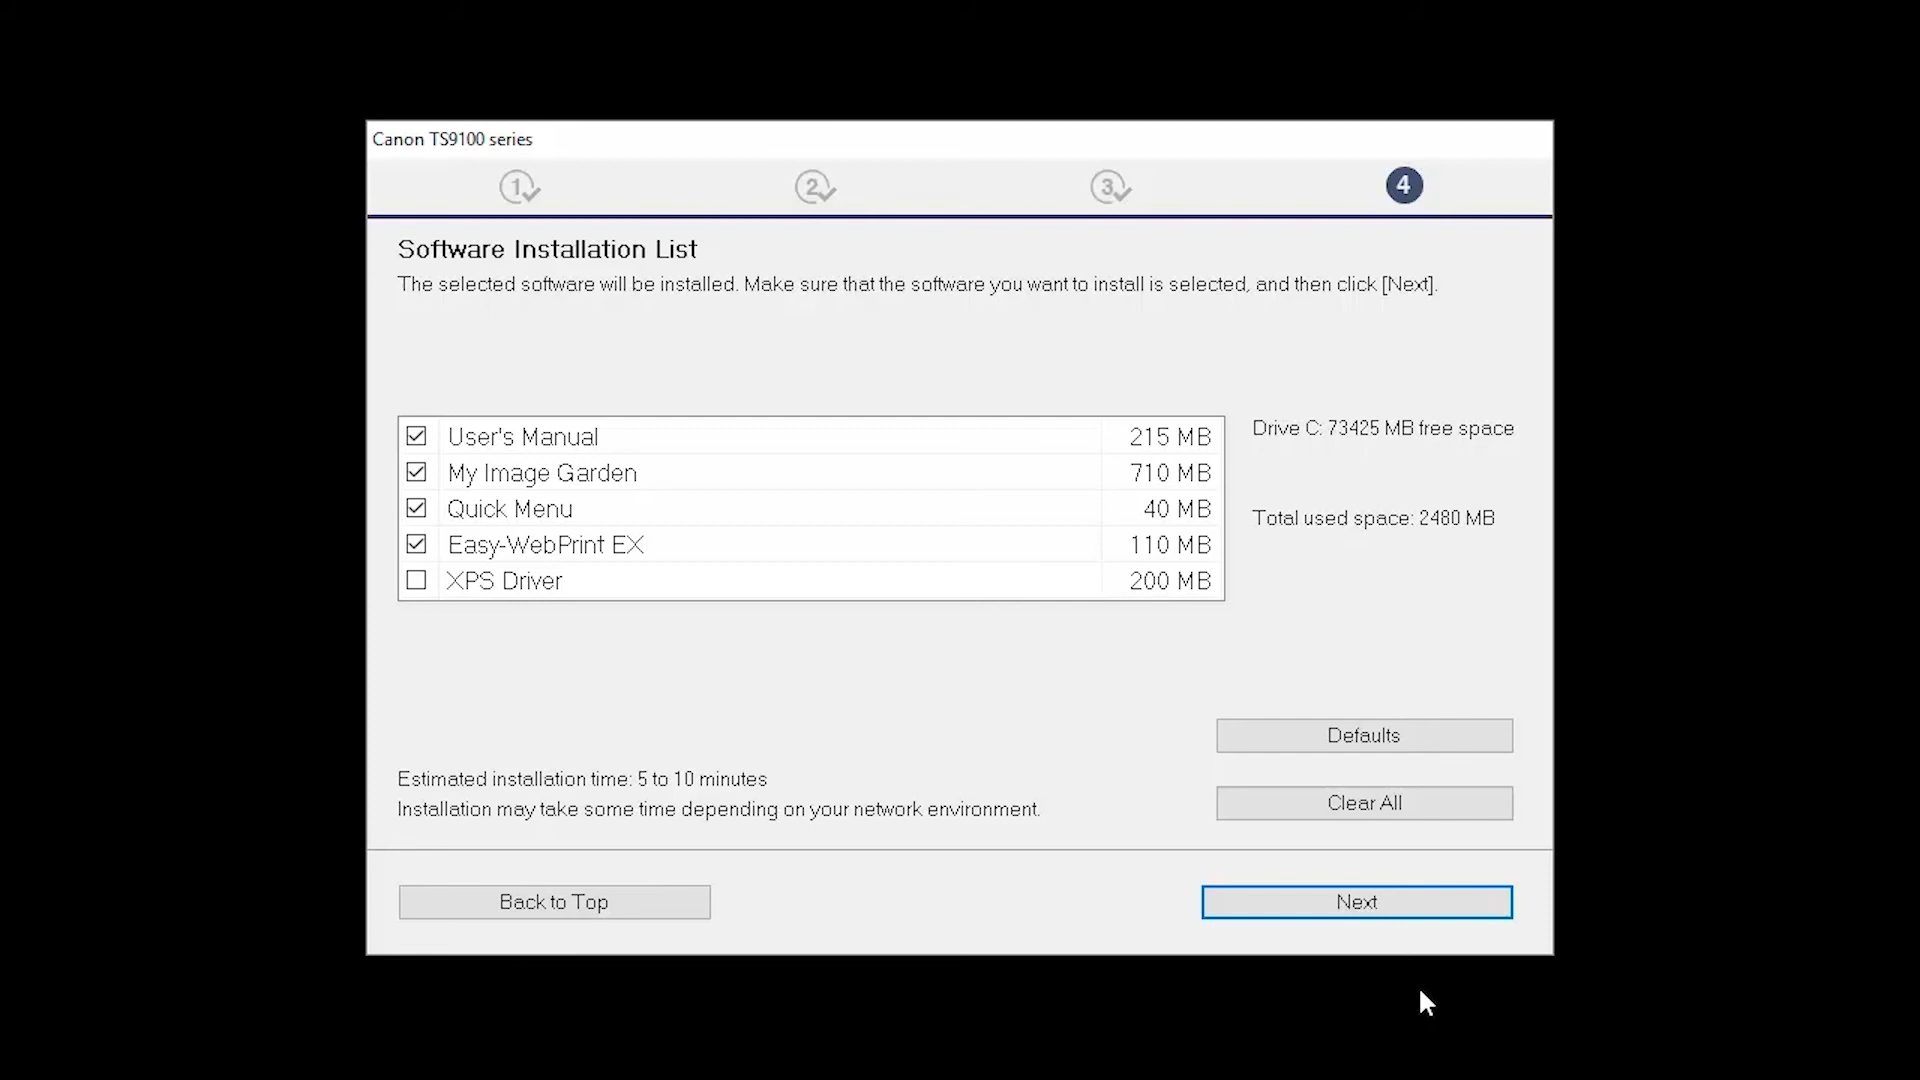 Canon TS9100 series
1 2 3 4
Software Installation List
The selected software will be installed. Make sure that the software you want to install is selected, and then click [Next].
User's Manual 215 MB
My Image Garden 710 MB
Quick Menu 40 MB
Easy-WebPrint EX 110 MB
XPS Driver 200 MB
Drive C: 73425 MB free space
Total used space: 2480 MB
Defaults
Estimated installation time: 5 to 10 minutes
Installation may take some time depending on your network environment.
Clear All
Back to Top
Next